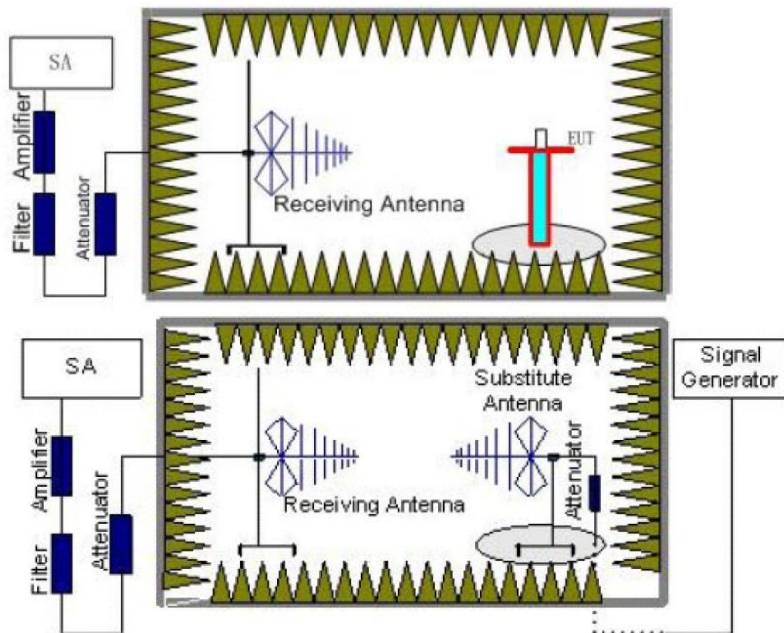 SA
Amplifier
Filter
Attenuator
Receiving Antenna
EUT
SA
Amplifier
Filter
Attenuator
Receiving Antenna
Substitute
Antenna
Attenuator
Signal
Generator